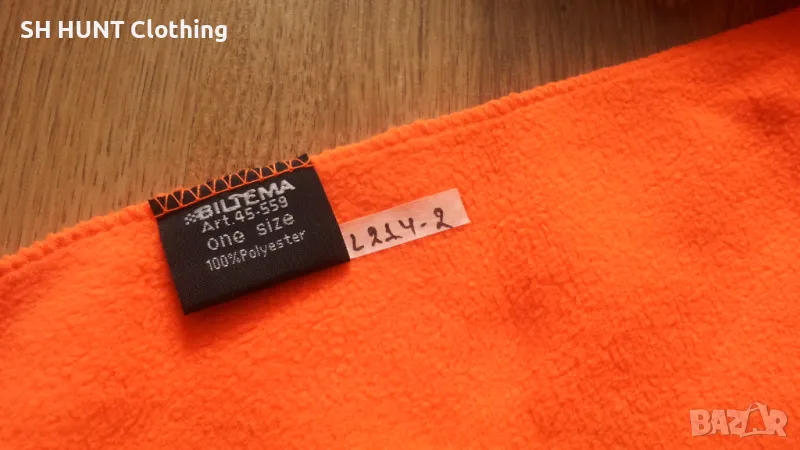 SH HUNT Clothing
BILTEMA
Art.45-559
one size
100%Polyester
L214-2
BAZAR